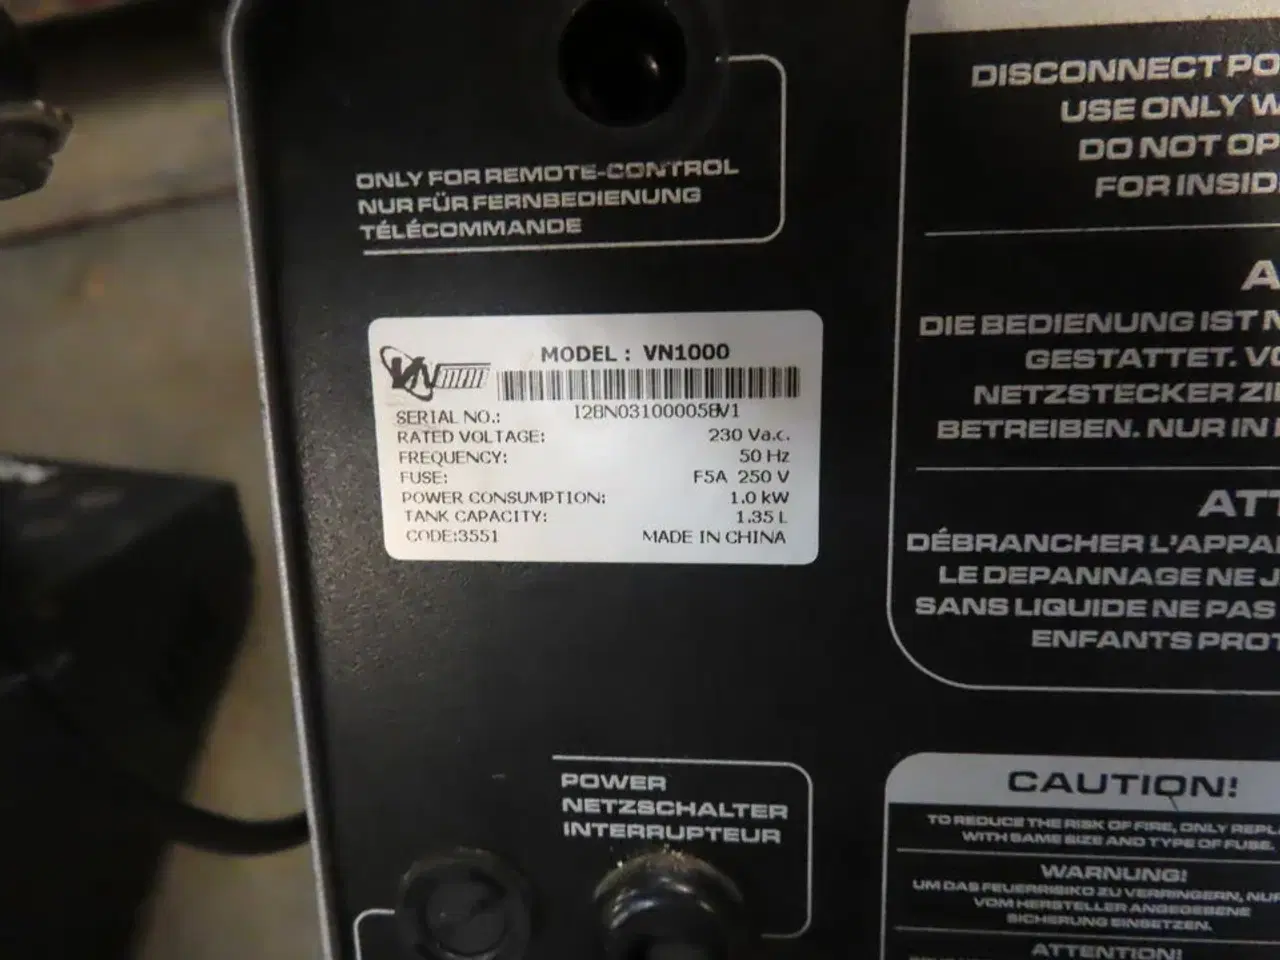 ONLY FOR REMOTE-CONTROL
NUR FÜR FERNBEDIENUNG
TÉLÉCOMMANDE
VN
MODEL : VN1000
SERIAL NO.: I28N031000058V1
RATED VOLTAGE: 230 Va.c.
FREQUENCY: 50 Hz
FUSE: F5A 250 V
POWER CONSUMPTION: 1.0 kW
TANK CAPACITY: 1.35 L
CODE:3551 MADE IN CHINA
POWER
NETZSCHALTER
INTERRUPTEUR
DISCONNECT PO
USE ONLY W
DO NOT OP
FOR INSID
A
DIE BEDIENUNG IST N
GESTATTET. VO
NETZSTECKER ZIE
BETREIBEN. NUR IN
ATT
DÉBRANCHER L'APPA
LE DEPANNAGE NE J
SANS LIQUIDE NE PAS
ENFANTS PROT
CAUTION!
TO REDUCE THE RISK OF FIRE, ONLY REPL
WITH SAME SIZE AND TYPE OF FUSE.
WARNUNG!
UM DAS FEUERRISIKO ZU VERRINGERN, NUR
VOM HERSTELLER ANGEGEBENE
SICHERUNG EINSETZEN.
ATTENTION!